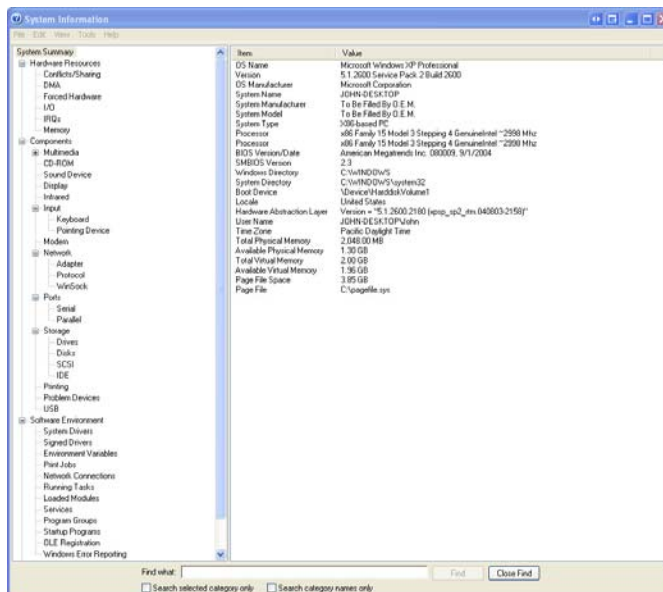 System Information
File Edit View Tools Help
System Summary
Hardware Resources
Conflicts/Sharing
DMA
Forced Hardware
I/O
IRQs
Memory
Components
Multimedia
CD-ROM
Sound Device
Display
Infrared
Input
Keyboard
Pointing Device
Modem
Network
Adapter
Protocol
WinSock
Ports
Serial
Parallel
Storage
Drives
Disks
SCSI
IDE
Printing
Problem Devices
USB
Software Environment
System Drivers
Signed Drivers
Environment Variables
Print Jobs
Network Connections
Running Tasks
Loaded Modules
Services
Program Groups
Startup Programs
OLE Registration
Windows Error Reporting
Item Value
OS Name Microsoft Windows XP Professional
Version 5.1.2600 Service Pack 2 Build 2600
OS Manufacturer Microsoft Corporation
System Name JOHN-DESKTOP
System Manufacturer To Be Filled By O.E.M.
System Model To Be Filled By O.E.M.
System Type X86-based PC
Processor x86 Family 15 Model 3 Stepping 4 GenuineIntel ~2998 Mhz
Processor x86 Family 15 Model 3 Stepping 4 GenuineIntel ~2998 Mhz
BIOS Version/Date American Megatrends Inc. 080009, 9/1/2004
SMBIOS Version 2.3
Windows Directory C:\WINDOWS
System Directory C:\WINDOWS\system32
Boot Device \Device\HarddiskVolume1
Locale United States
Hardware Abstraction Layer Version = "5.1.2600.2180 (xpsp_sp2_rtm.040803-2158)"
User Name JOHN-DESKTOP\John
Time Zone Pacific Daylight Time
Total Physical Memory 2,048.00 MB
Available Physical Memory 1.30 GB
Total Virtual Memory 2.00 GB
Available Virtual Memory 1.96 GB
Page File Space 3.85 GB
Page File C:\pagefile.sys
Find what: Find Close Find
Search selected category only Search category names only